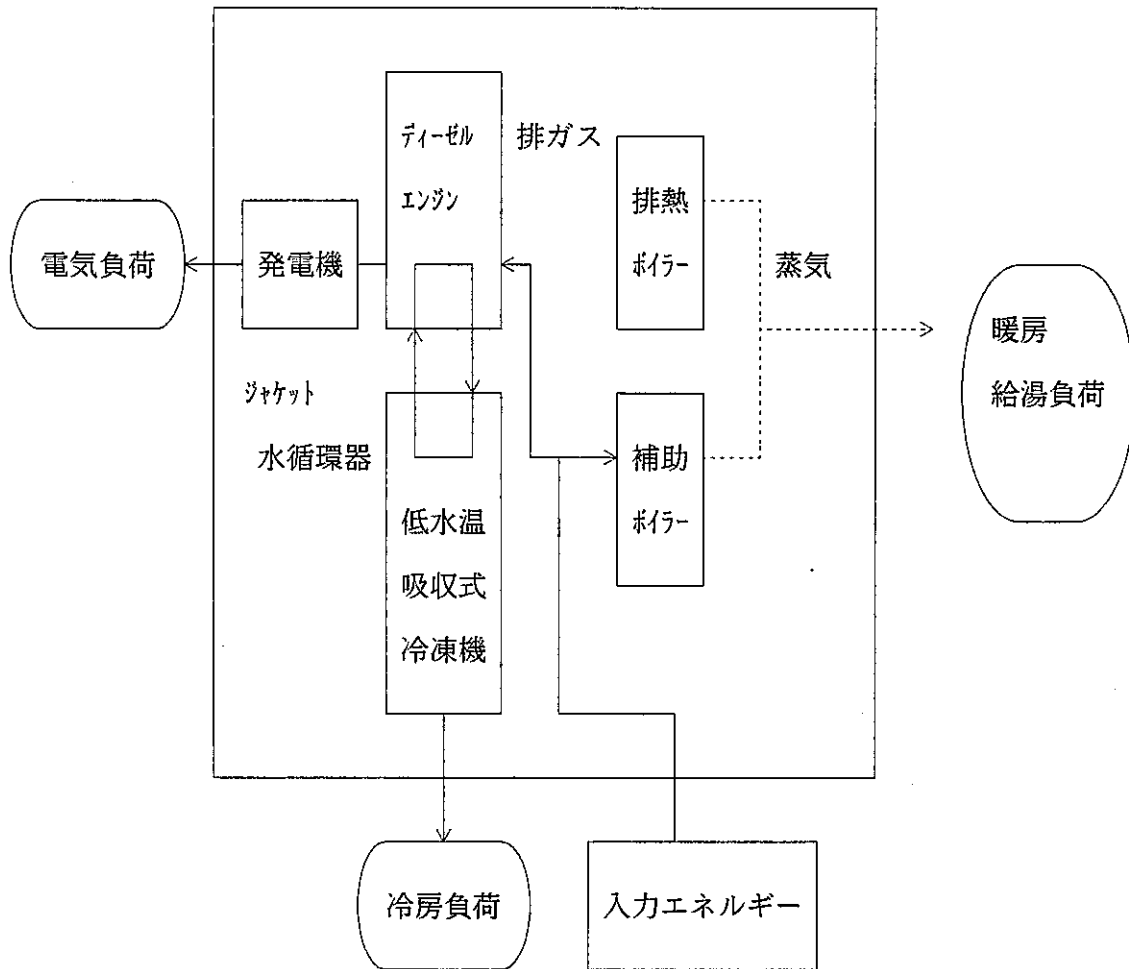 ディーゼル
エンジン
排ガス
排熱
ボイラー
電気負荷
発電機
蒸気
暖房
給湯負荷
ジャケット
水循環器
補助
ボイラー
低水温
吸収式
冷凍機
冷房負荷
入力エネルギー